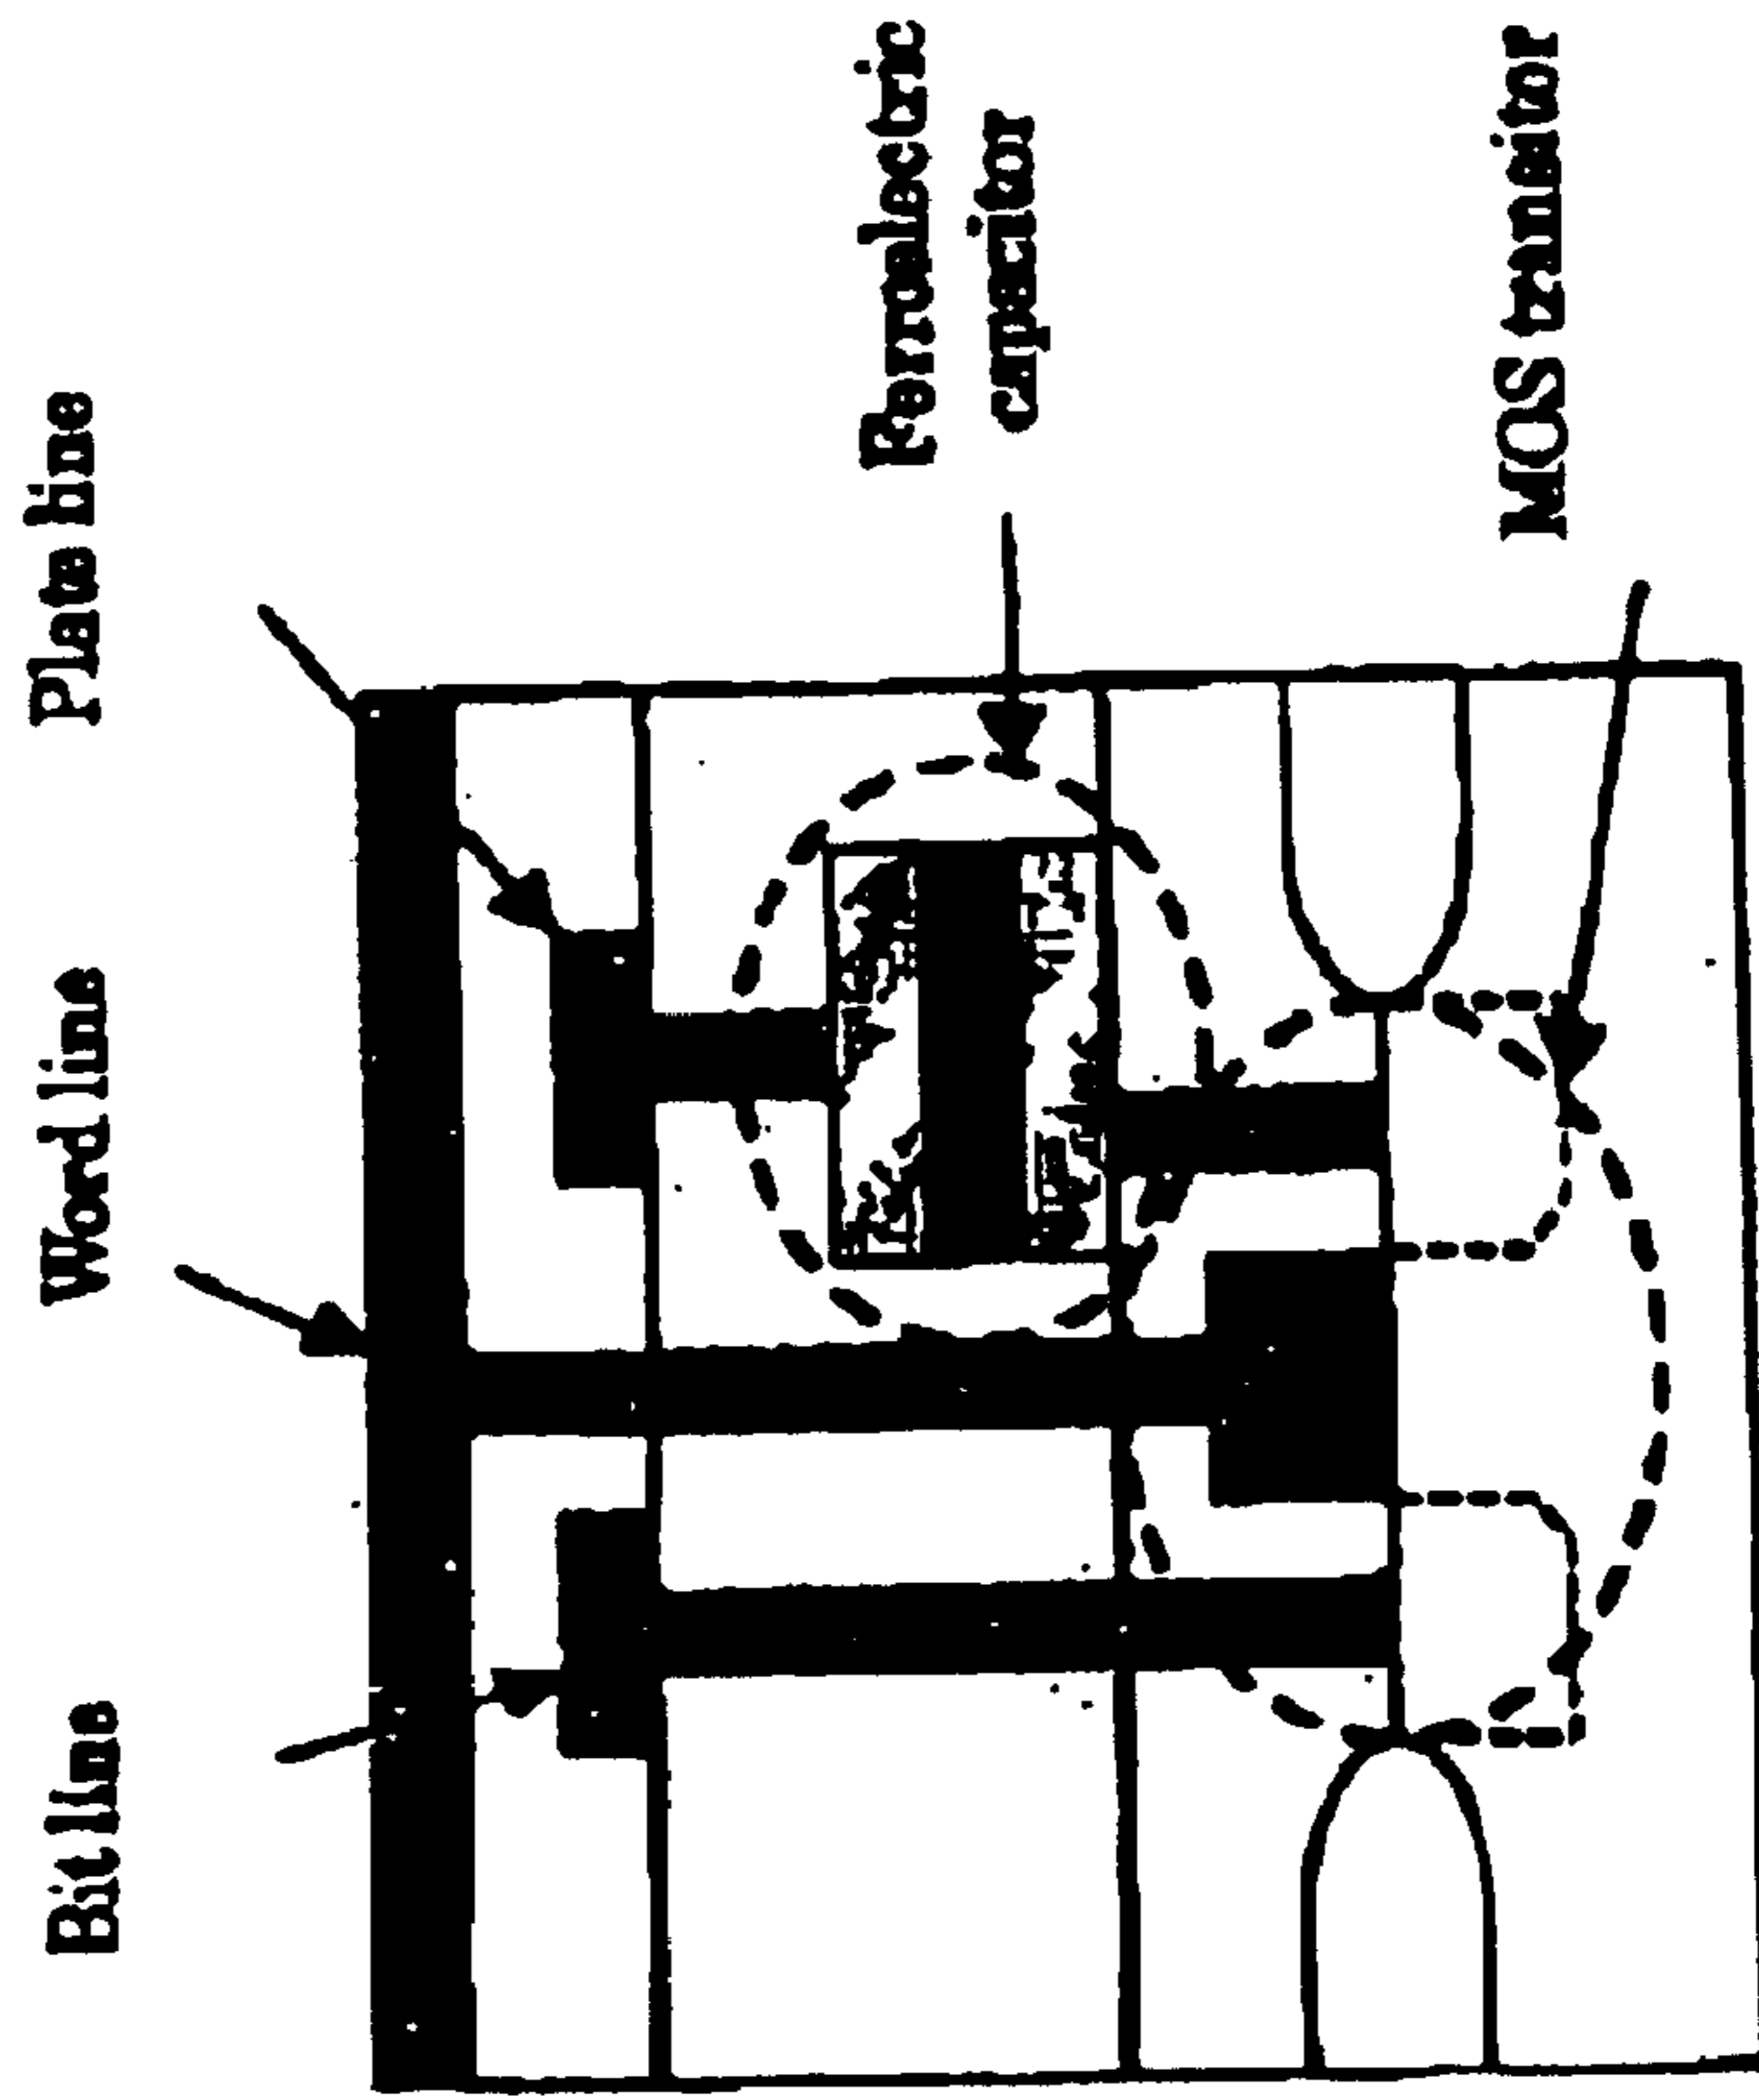 Bit line
Word line
Plate line
Ferroelectric
capacitor
MOS transistor